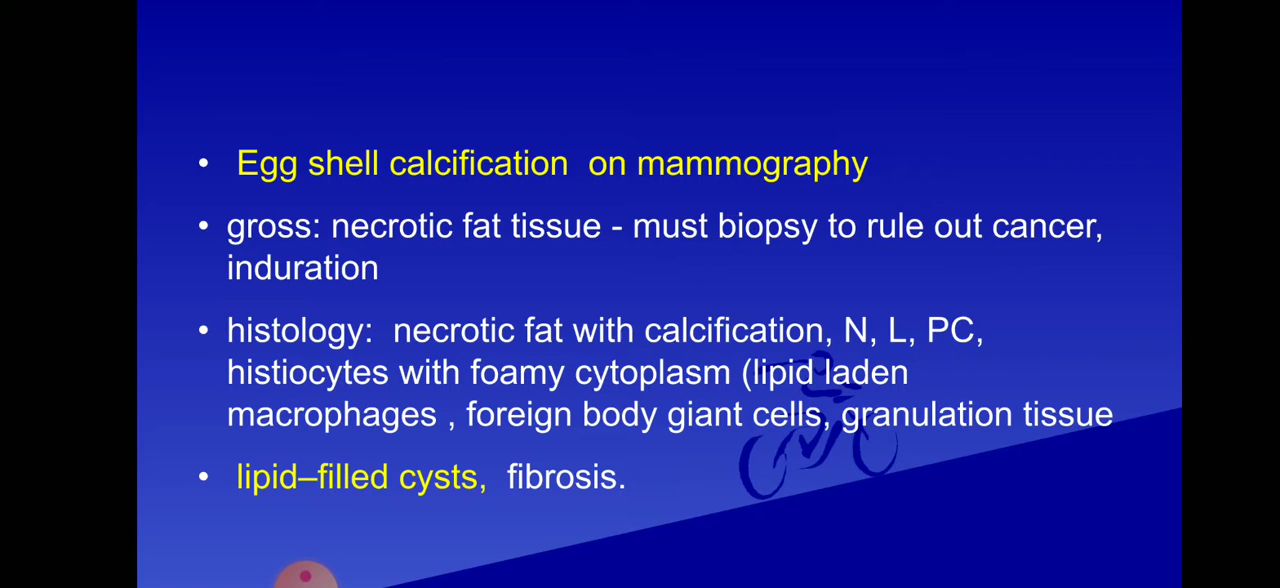 • Egg shell calcification on mammography
• gross: necrotic fat tissue - must biopsy to rule out cancer,
induration
• histology: necrotic fat with calcification, N, L, PC,
histiocytes with foamy cytoplasm (lipid laden
macrophages , foreign body giant cells, granulation tissue
• lipid–filled cysts, fibrosis.